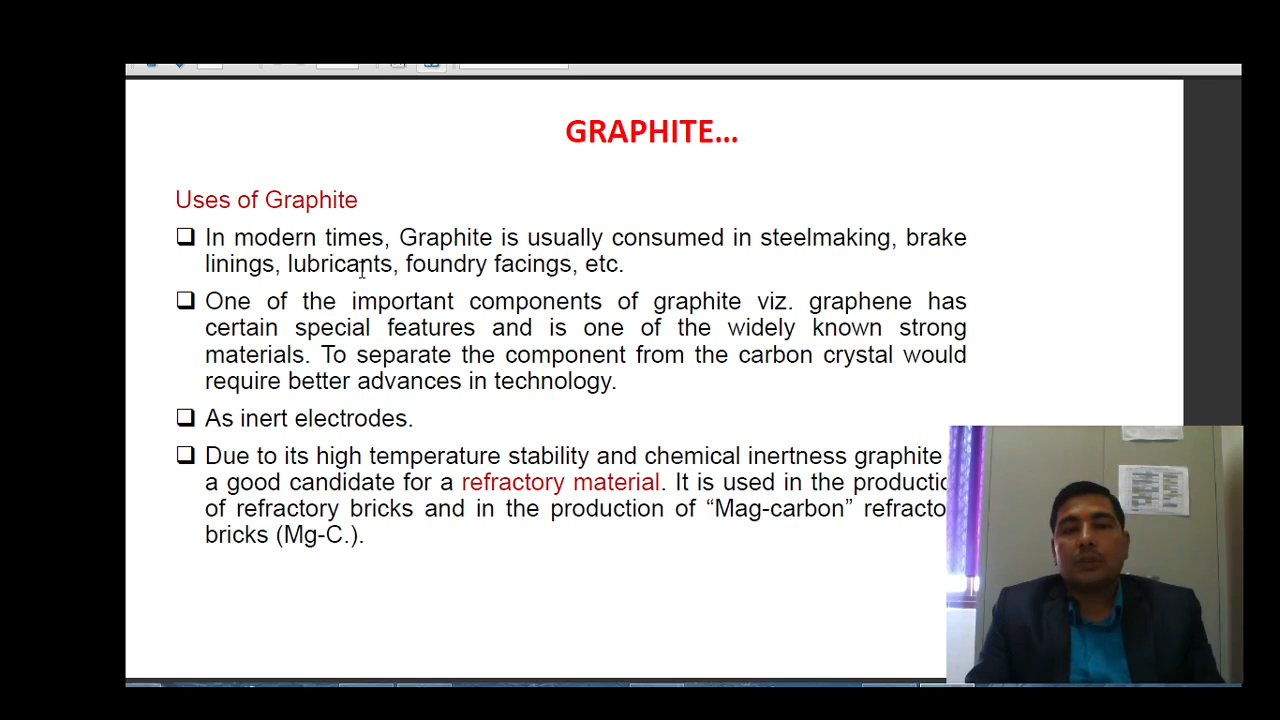 GRAPHITE...
Uses of Graphite
In modern times, Graphite is usually consumed in steelmaking, brake
linings, lubricants, foundry facings, etc.
One of the important components of graphite viz. graphene has
certain special features and is one of the widely known strong
materials. To separate the component from the carbon crystal would
require better advances in technology.
As inert electrodes.
Due to its high temperature stability and chemical inertness graphite
a good candidate for a refractory material. It is used in the productic
of refractory bricks and in the production of “Mag-carbon” refracto
bricks (Mg-C.).